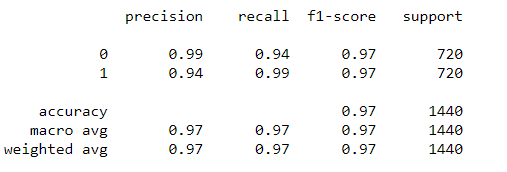 precision recall f1-score support
0 0.99 0.94 0.97 720
1 0.94 0.99 0.97 720
accuracy 0.97 1440
macro avg 0.97 0.97 0.97 1440
weighted avg 0.97 0.97 0.97 1440